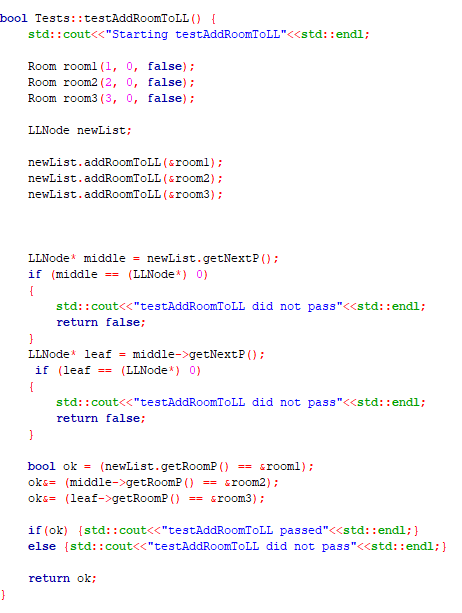 bool Tests::testAddRoomToLL() {
    std::cout<<"Starting testAddRoomToLL"<<std::endl;
    Room room1(1, 0, false);
    Room room2(2, 0, false);
    Room room3(3, 0, false);
    LLNode newList;
    newList.addRoomToLL(&room1);
    newList.addRoomToLL(&room2);
    newList.addRoomToLL(&room3);
    LLNode* middle = newList.getNextP();
    if (middle == (LLNode*) 0)
    {
        std::cout<<"testAddRoomToLL did not pass"<<std::endl;
        return false;
    }
    LLNode* leaf = middle->getNextP();
     if (leaf == (LLNode*) 0)
    {
        std::cout<<"testAddRoomToLL did not pass"<<std::endl;
        return false;
    }
    bool ok = (newList.getRoomP() == &room1);
    ok&= (middle->getRoomP() == &room2);
    ok&= (leaf->getRoomP() == &room3);
    if(ok) {std::cout<<"testAddRoomToLL passed"<<std::endl;}
    else {std::cout<<"testAddRoomToLL did not pass"<<std::endl;}
    return ok;
}